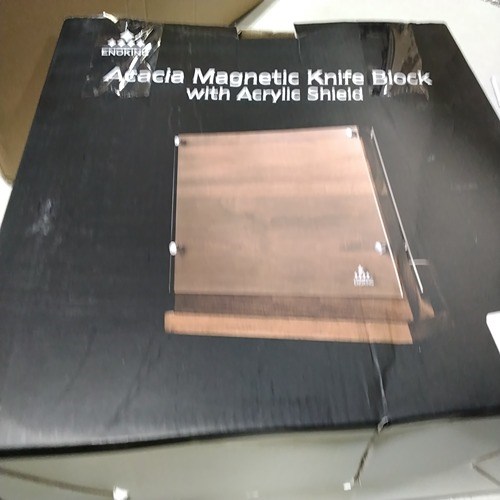 ENOKING
Acacia Magnetic Knife Block
with Acrylic Shield